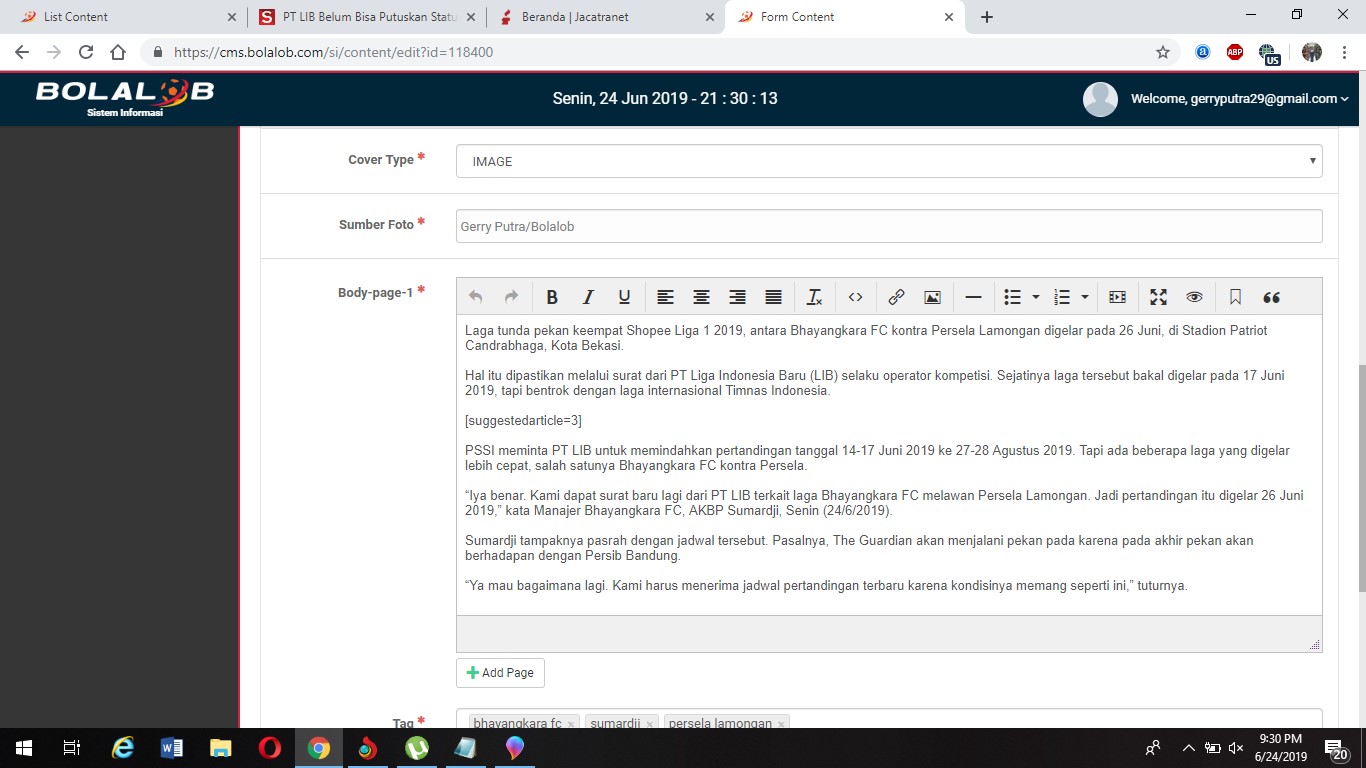 List Content
PT LIB Belum Bisa Putuskan Statu
Beranda | Jacatranet
Form Content
https://cms.bolalob.com/si/content/edit?id=118400
ABP
US
BOLALOB
Sistem Informasi
Senin, 24 Jun 2019 - 21 : 30 : 13
Welcome, gerryputra29@gmail.com
Cover Type *
IMAGE
Sumber Foto *
Gerry Putra/Bolalob
Body-page-1 *
Laga tunda pekan keempat Shopee Liga 1 2019, antara Bhayangkara FC kontra Persela Lamongan digelar pada 26 Juni, di Stadion Patriot
Candrabhaga, Kota Bekasi.
Hal itu dipastikan melalui surat dari PT Liga Indonesia Baru (LIB) selaku operator kompetisi. Sejatinya laga tersebut bakal digelar pada 17 Juni
2019, tapi bentrok dengan laga internasional Timnas Indonesia.
[suggestedarticle=3]
PSSI meminta PT LIB untuk memindahkan pertandingan tanggal 14-17 Juni 2019 ke 27-28 Agustus 2019. Tapi ada beberapa laga yang digelar
lebih cepat, salah satunya Bhayangkara FC kontra Persela.
“Iya benar. Kami dapat surat baru lagi dari PT LIB terkait laga Bhayangkara FC melawan Persela Lamongan. Jadi pertandingan itu digelar 26 Juni
2019,” kata Manajer Bhayangkara FC, AKBP Sumardji, Senin (24/6/2019).
Sumardji tampaknya pasrah dengan jadwal tersebut. Pasalnya, The Guardian akan menjalani pekan pada karena pada akhir pekan akan
berhadapan dengan Persib Bandung.
“Ya mau bagaimana lagi. Kami harus menerima jadwal pertandingan terbaru karena kondisinya memang seperti ini,” tuturnya.
Add Page
Tag *
bhayangkara fc ×
sumardji ×
persela lamongan ×
9:30 PM
6/24/2019
20